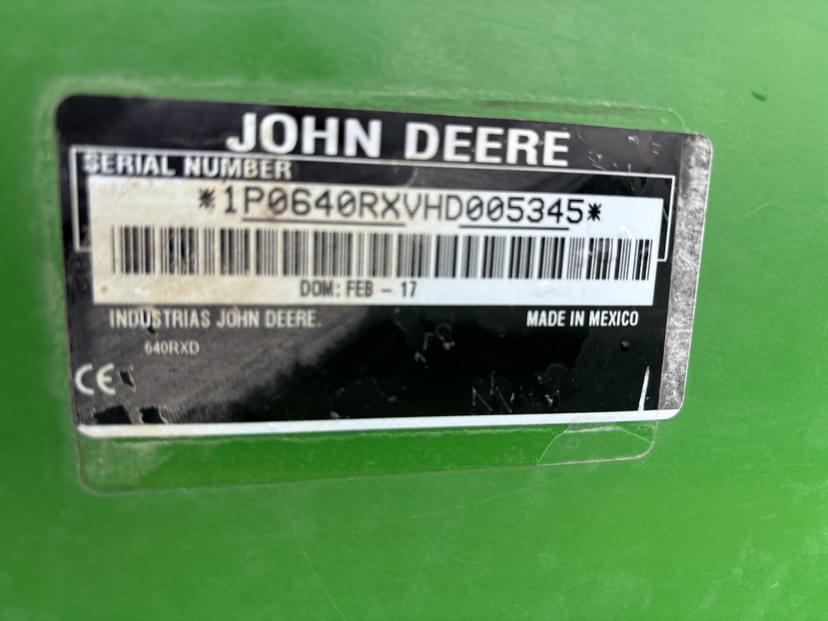 JOHN DEERE
SERIAL NUMBER
*1P0640RXVHD005345*
DOM: FEB - 17
INDUSTRIAS JOHN DEERE. MADE IN MEXICO
640RXD
CE